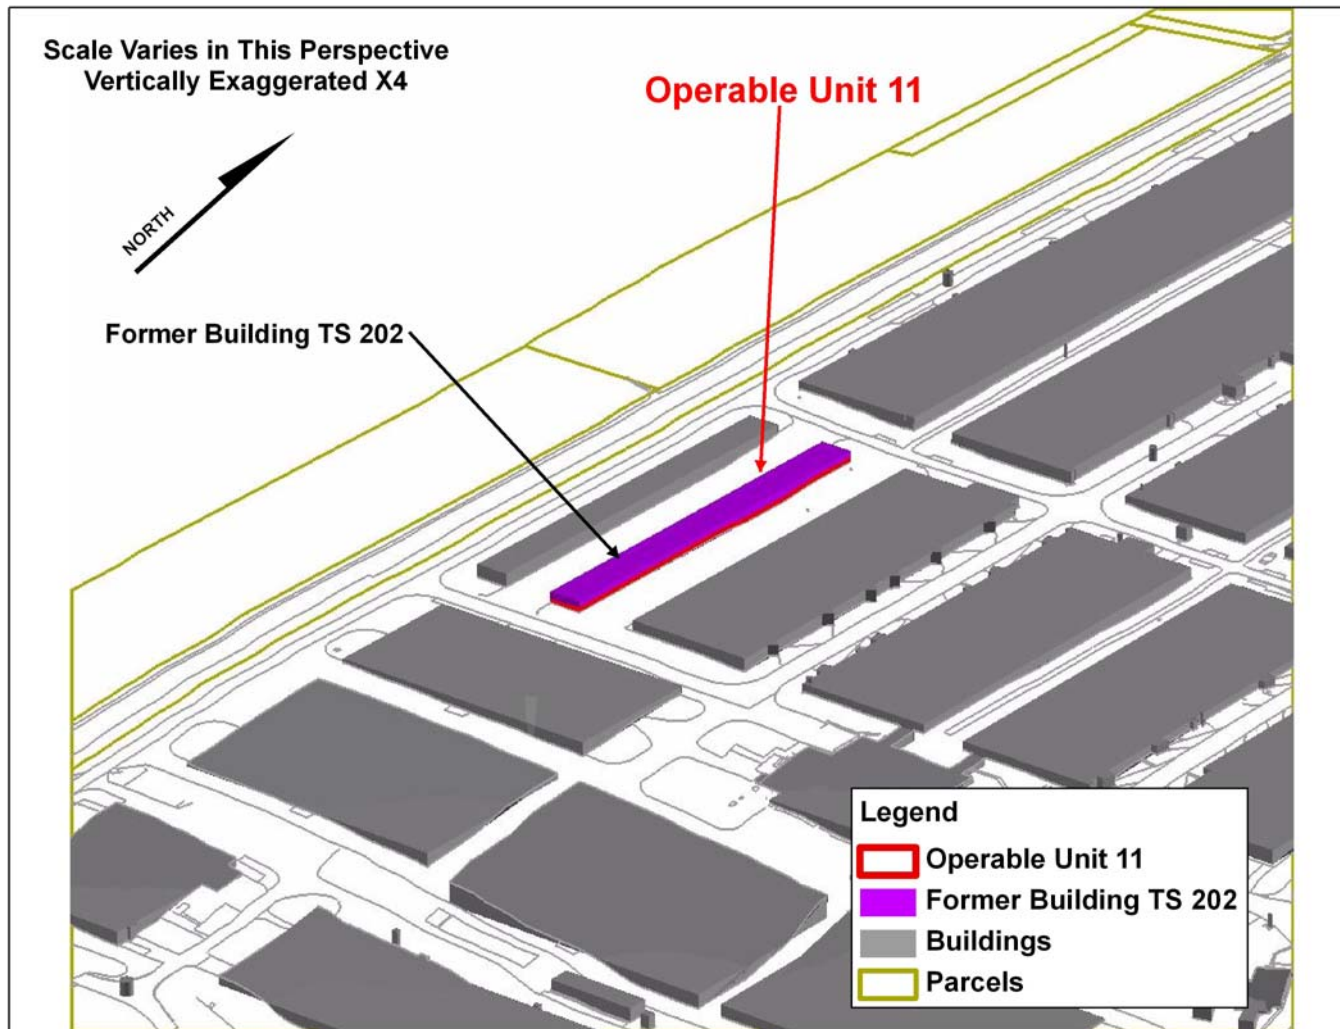 Scale Varies in This Perspective
Vertically Exaggerated X4
Operable Unit 11
NORTH
Former Building TS 202
Legend
Operable Unit 11
Former Building TS 202
Buildings
Parcels